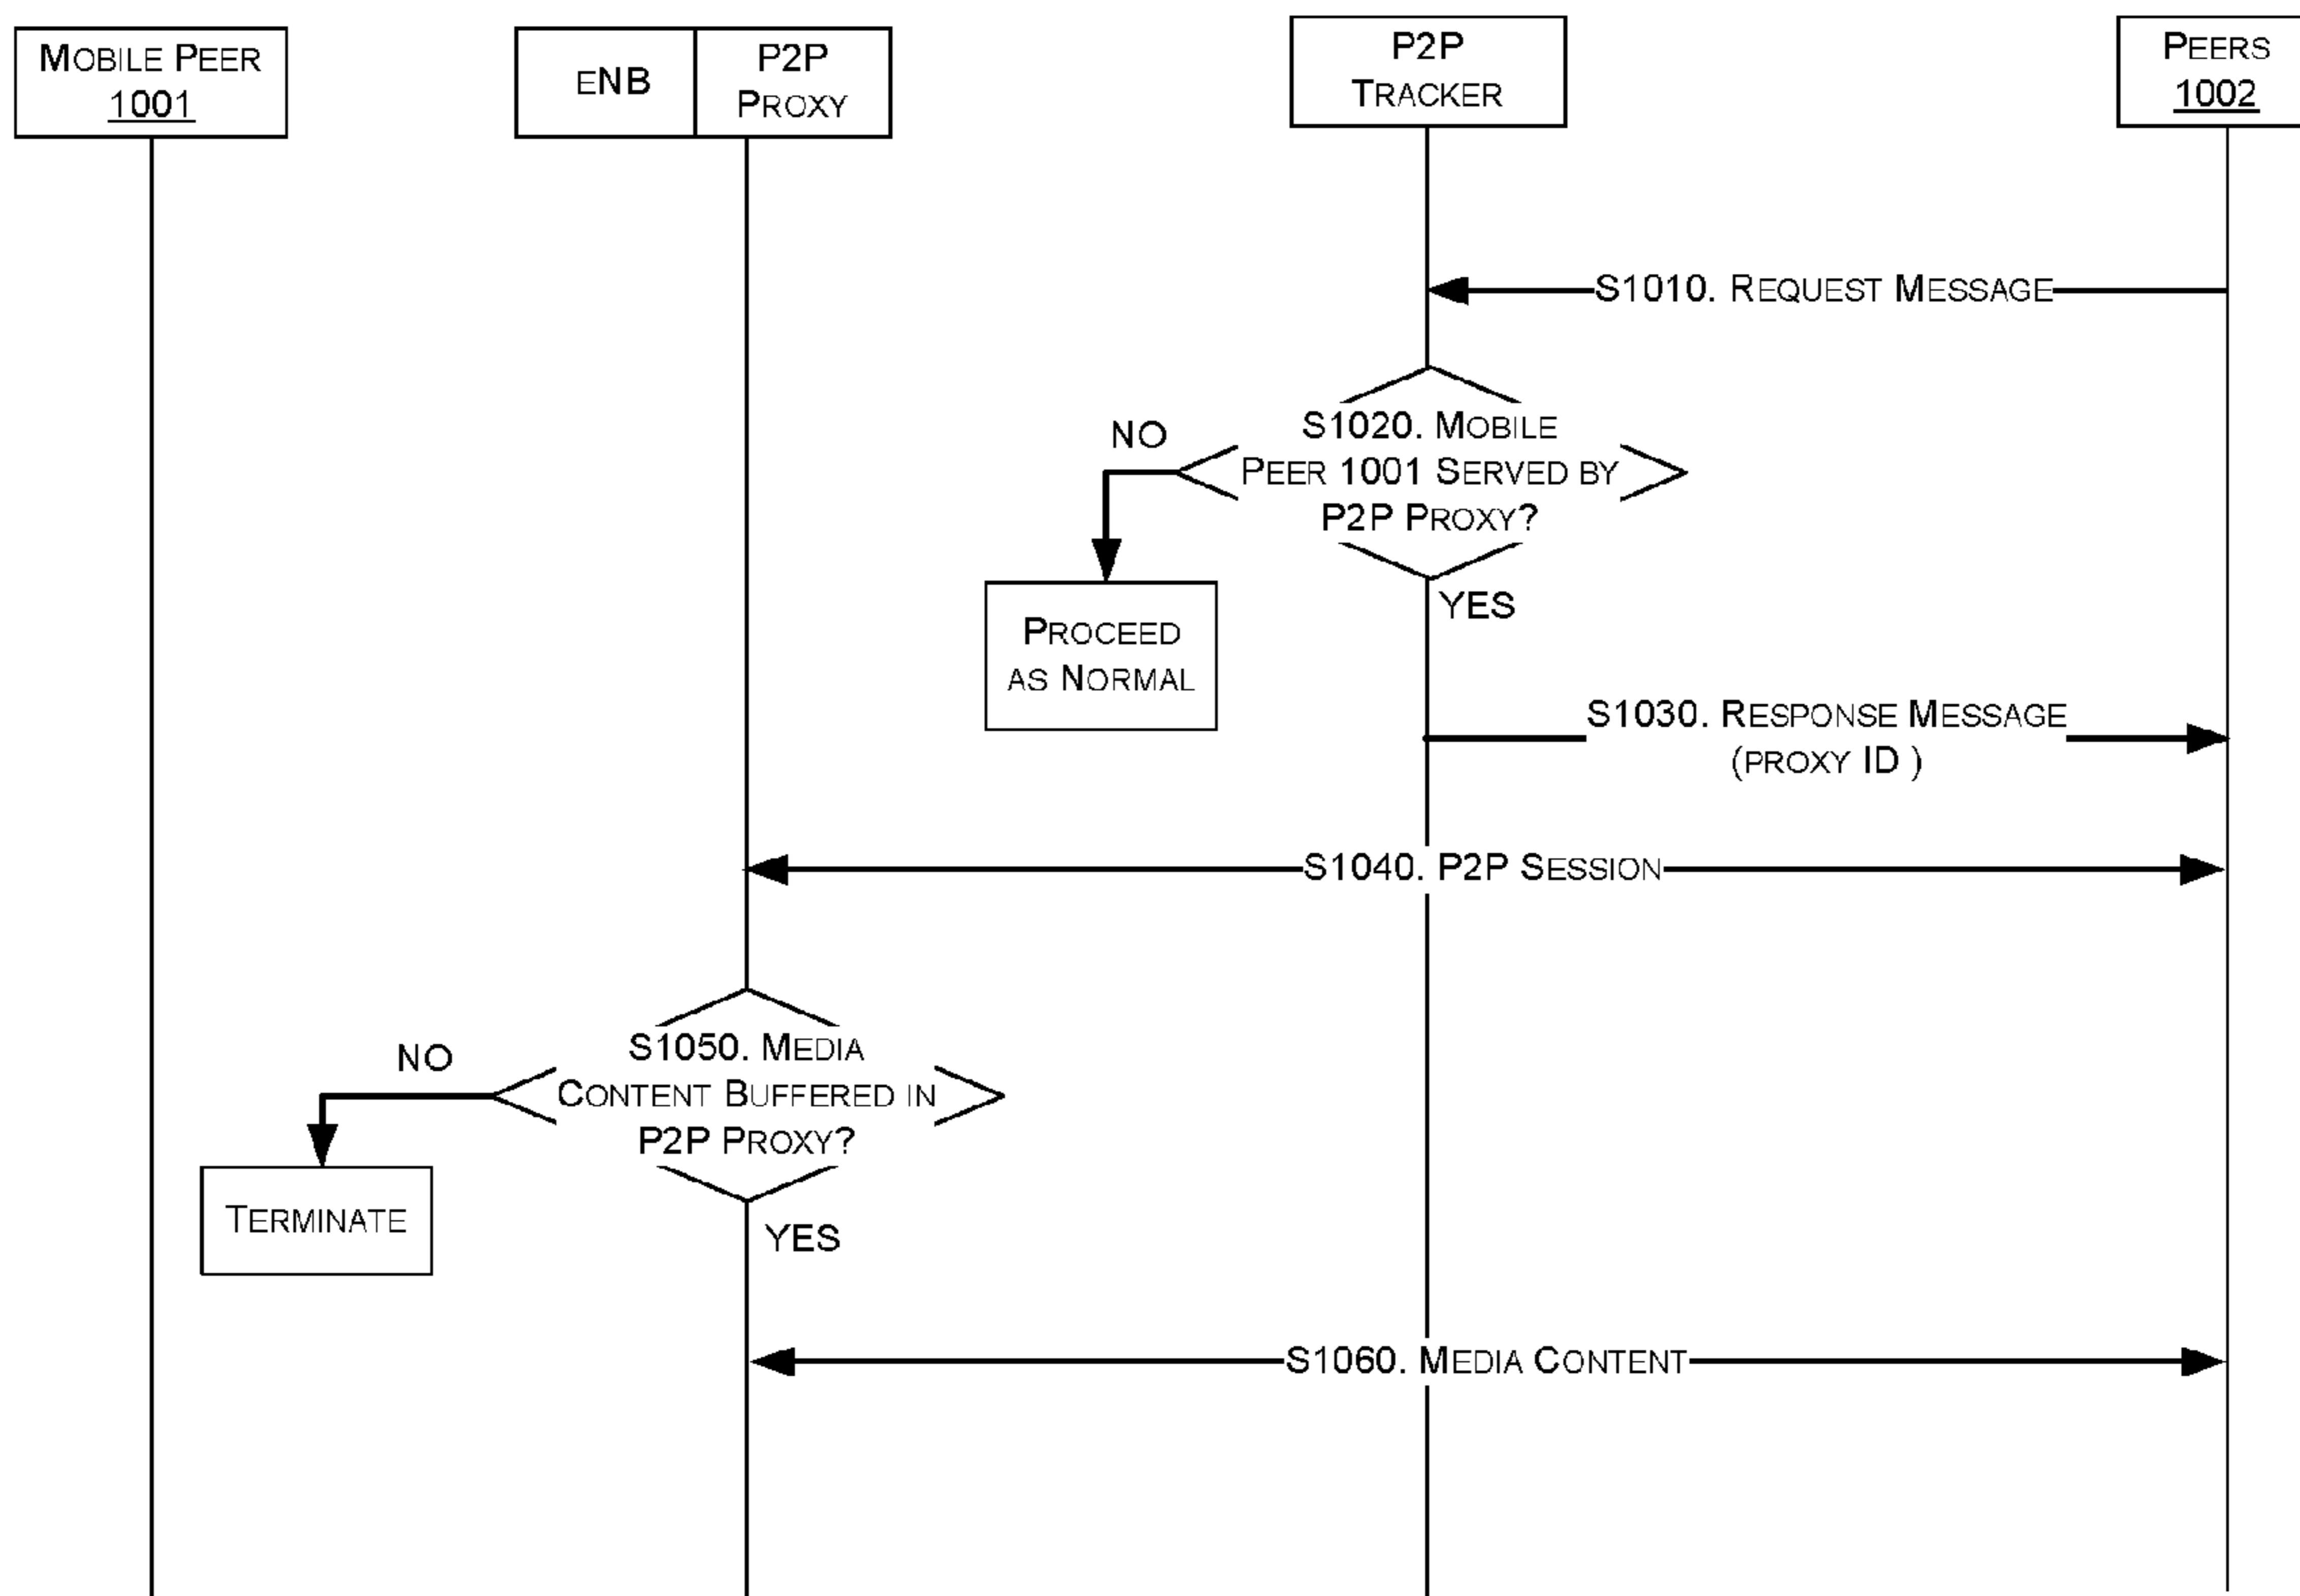 MOBILE PEER
1001
ENB
P2P
PROXY
P2P
TRACKER
PEERS
1002
S1010. REQUEST MESSAGE
S1020. MOBILE
PEER 1001 SERVED BY
P2P PROXY?
NO
YES
PROCEED
AS NORMAL
S1030. RESPONSE MESSAGE
(PROXY ID )
S1040. P2P SESSION
S1050. MEDIA
CONTENT BUFFERED IN
P2P PROXY?
NO
YES
TERMINATE
S1060. MEDIA CONTENT